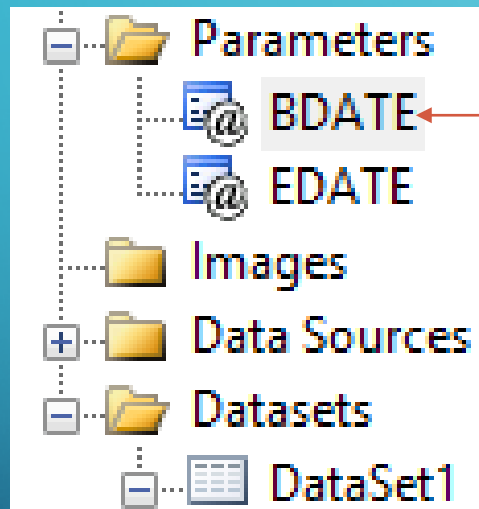 Parameters
BDATE
EDATE
Images
Data Sources
Datasets
DataSet1